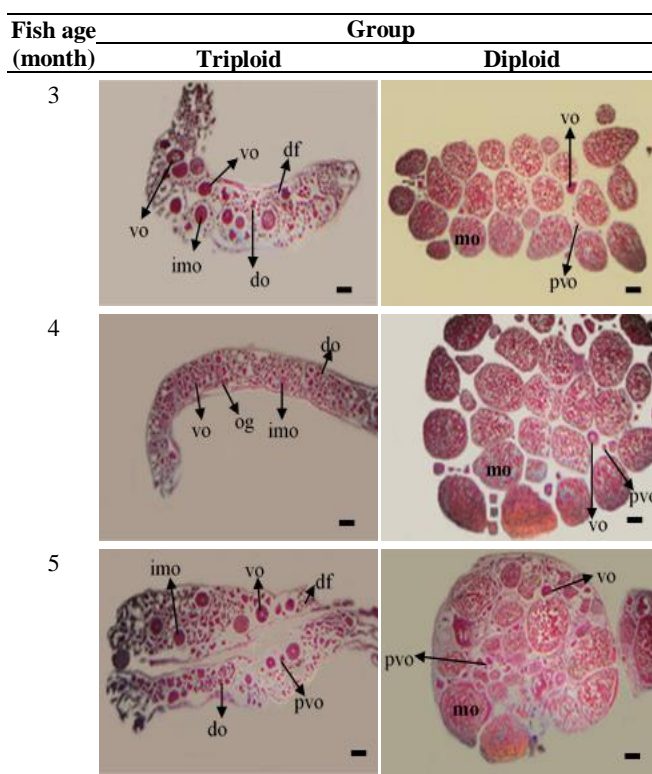 Fish age Group
(month) Triploid Diploid
3
vo df
vo
imo do
vo
mo
pvo
4
do
vo og imo
mo
pvo
vo
5
imo vo df
do pvo
vo
pvo
mo